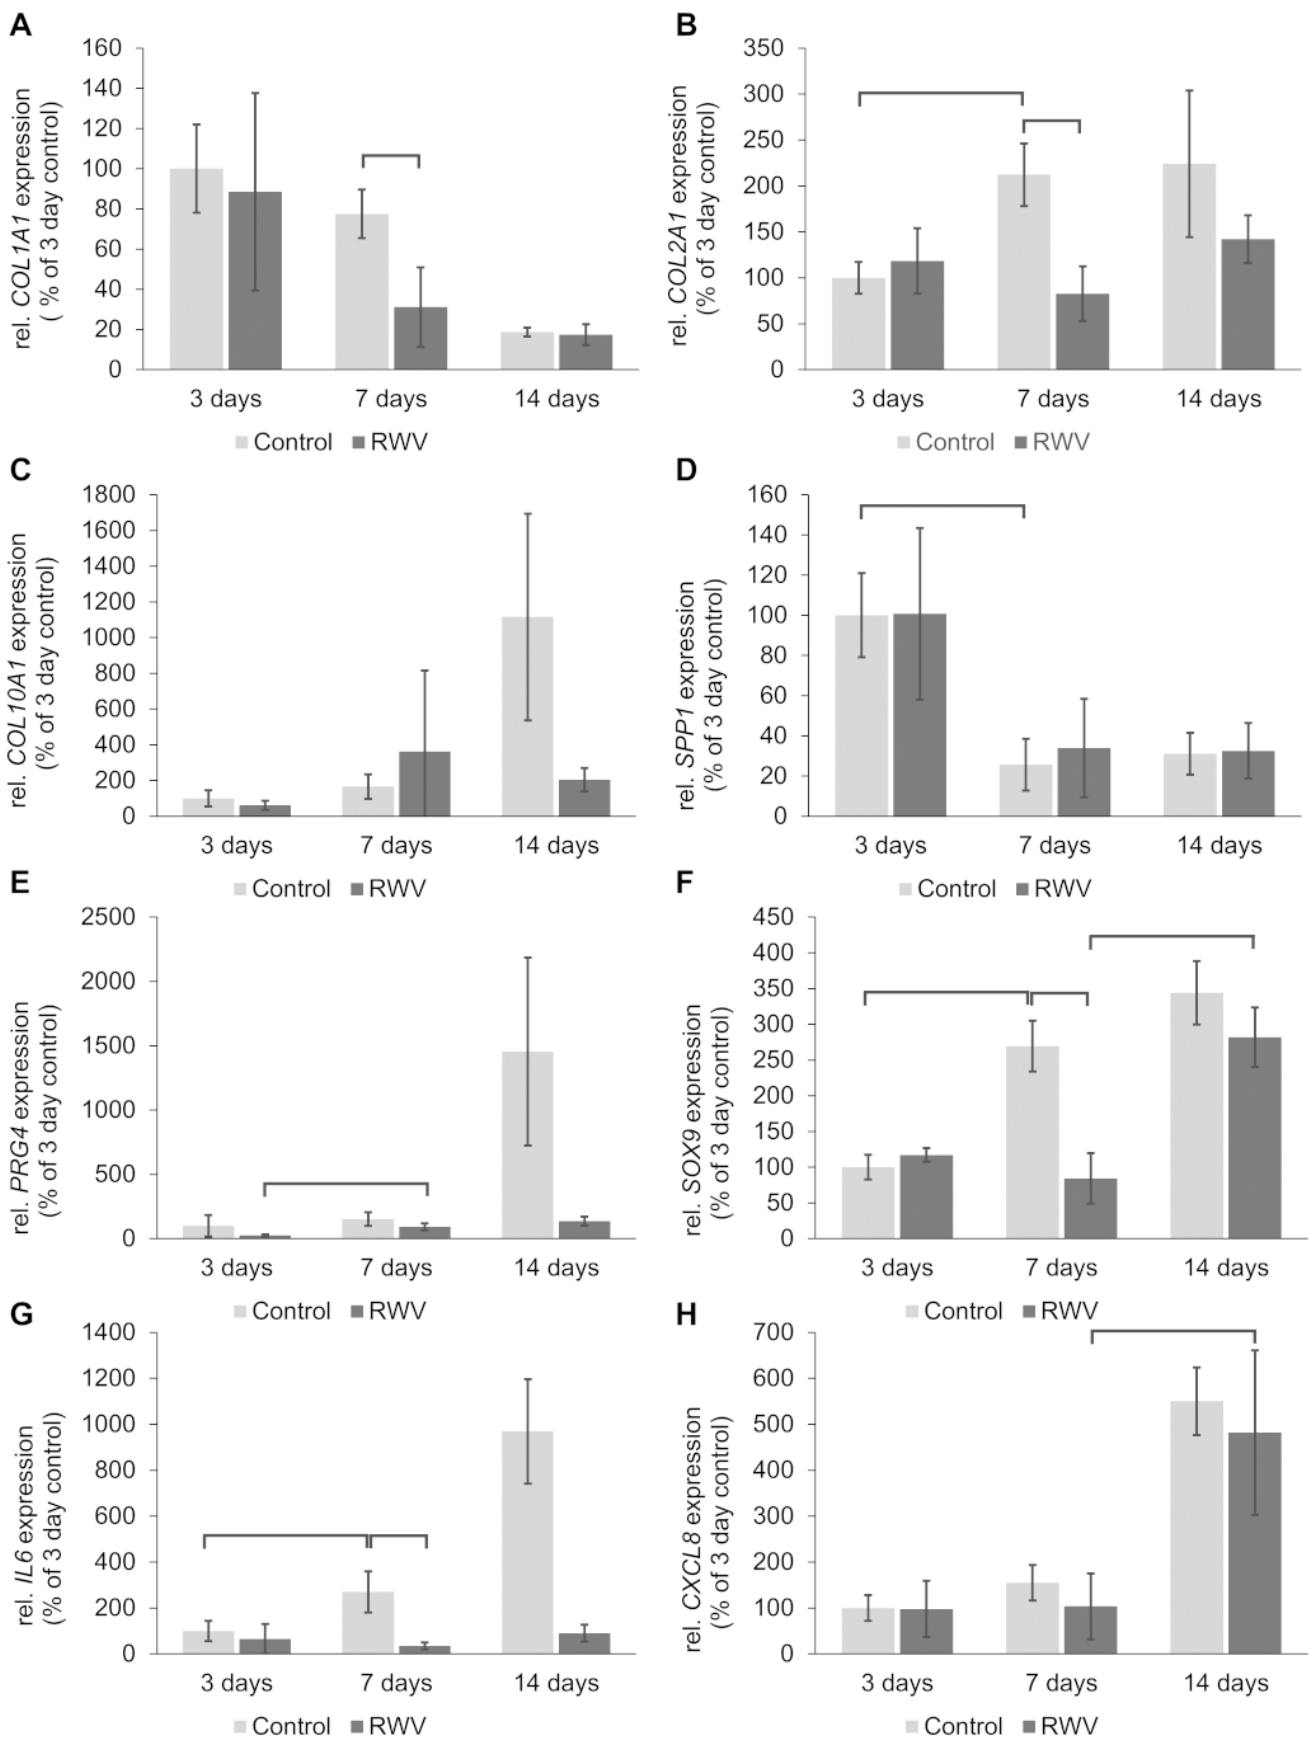 A
rel. COL1A1 expression
( % of 3 day control)
160
140
120
100
80
60
40
20
0
3 days 7 days 14 days
Control RWV
B
rel. COL2A1 expression
(% of 3 day control)
350
300
250
200
150
100
50
0
3 days 7 days 14 days
Control RWV
C
rel. COL10A1 expression
(% of 3 day control)
1800
1600
1400
1200
1000
800
600
400
200
0
3 days 7 days 14 days
Control RWV
D
rel. SPP1 expression
(% of 3 day control)
160
140
120
100
80
60
40
20
0
3 days 7 days 14 days
Control RWV
E
rel. PRG4 expression
(% of 3 day control)
2500
2000
1500
1000
500
0
3 days 7 days 14 days
Control RWV
F
rel. SOX9 expression
(% of 3 day control)
450
400
350
300
250
200
150
100
50
0
3 days 7 days 14 days
Control RWV
G
rel. IL6 expression
(% of 3 day control)
1400
1200
1000
800
600
400
200
0
3 days 7 days 14 days
Control RWV
H
rel. CXCL8 expression
(% of 3 day control)
700
600
500
400
300
200
100
0
3 days 7 days 14 days
Control RWV